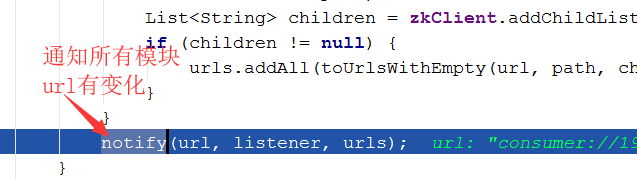 List<String> children = zkClient.addChildList
if (children != null) {
通知所有模块
urls.addAll(toUrlsWithEmpty(url, path, ch
url有变化
}
}
notify(url, listener, urls); url: "consumer://19
}